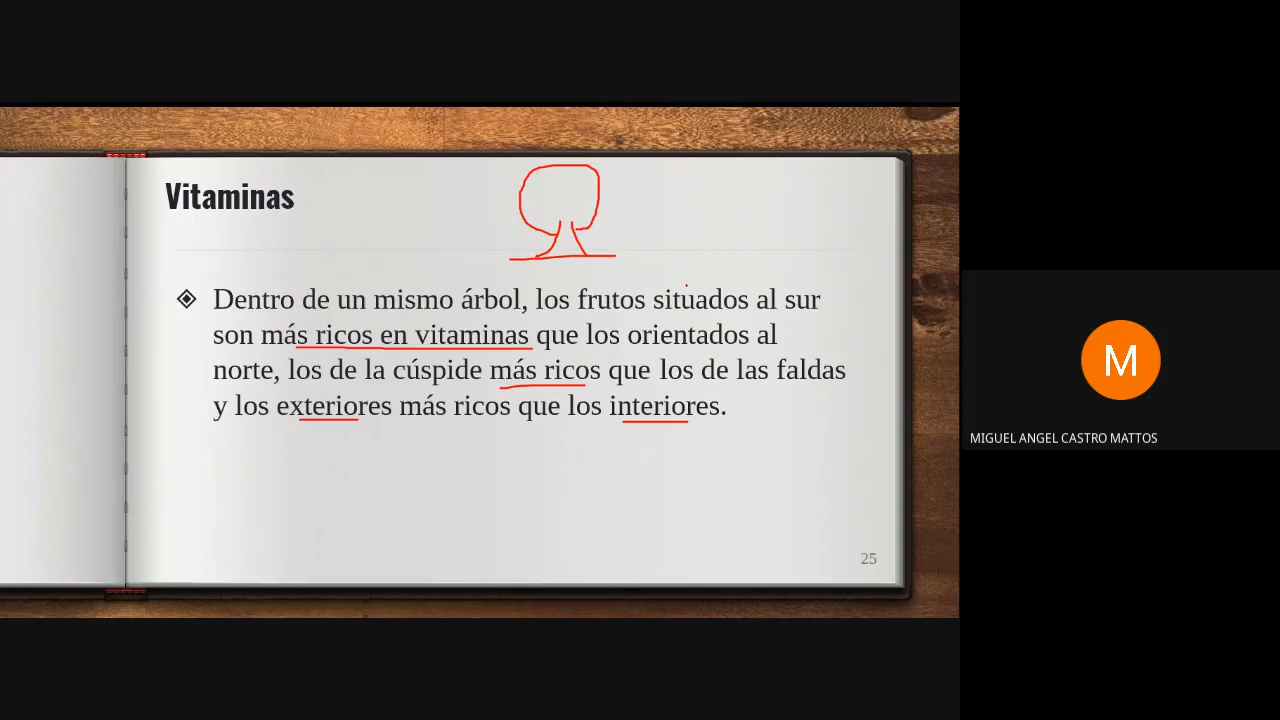 Vitaminas
Dentro de un mismo árbol, los frutos situados al sur
son más ricos en vitaminas que los orientados al
norte, los de la cúspide más ricos que los de las faldas
y los exteriores más ricos que los interiores.
25
M
MIGUEL ANGEL CASTRO MATTOS